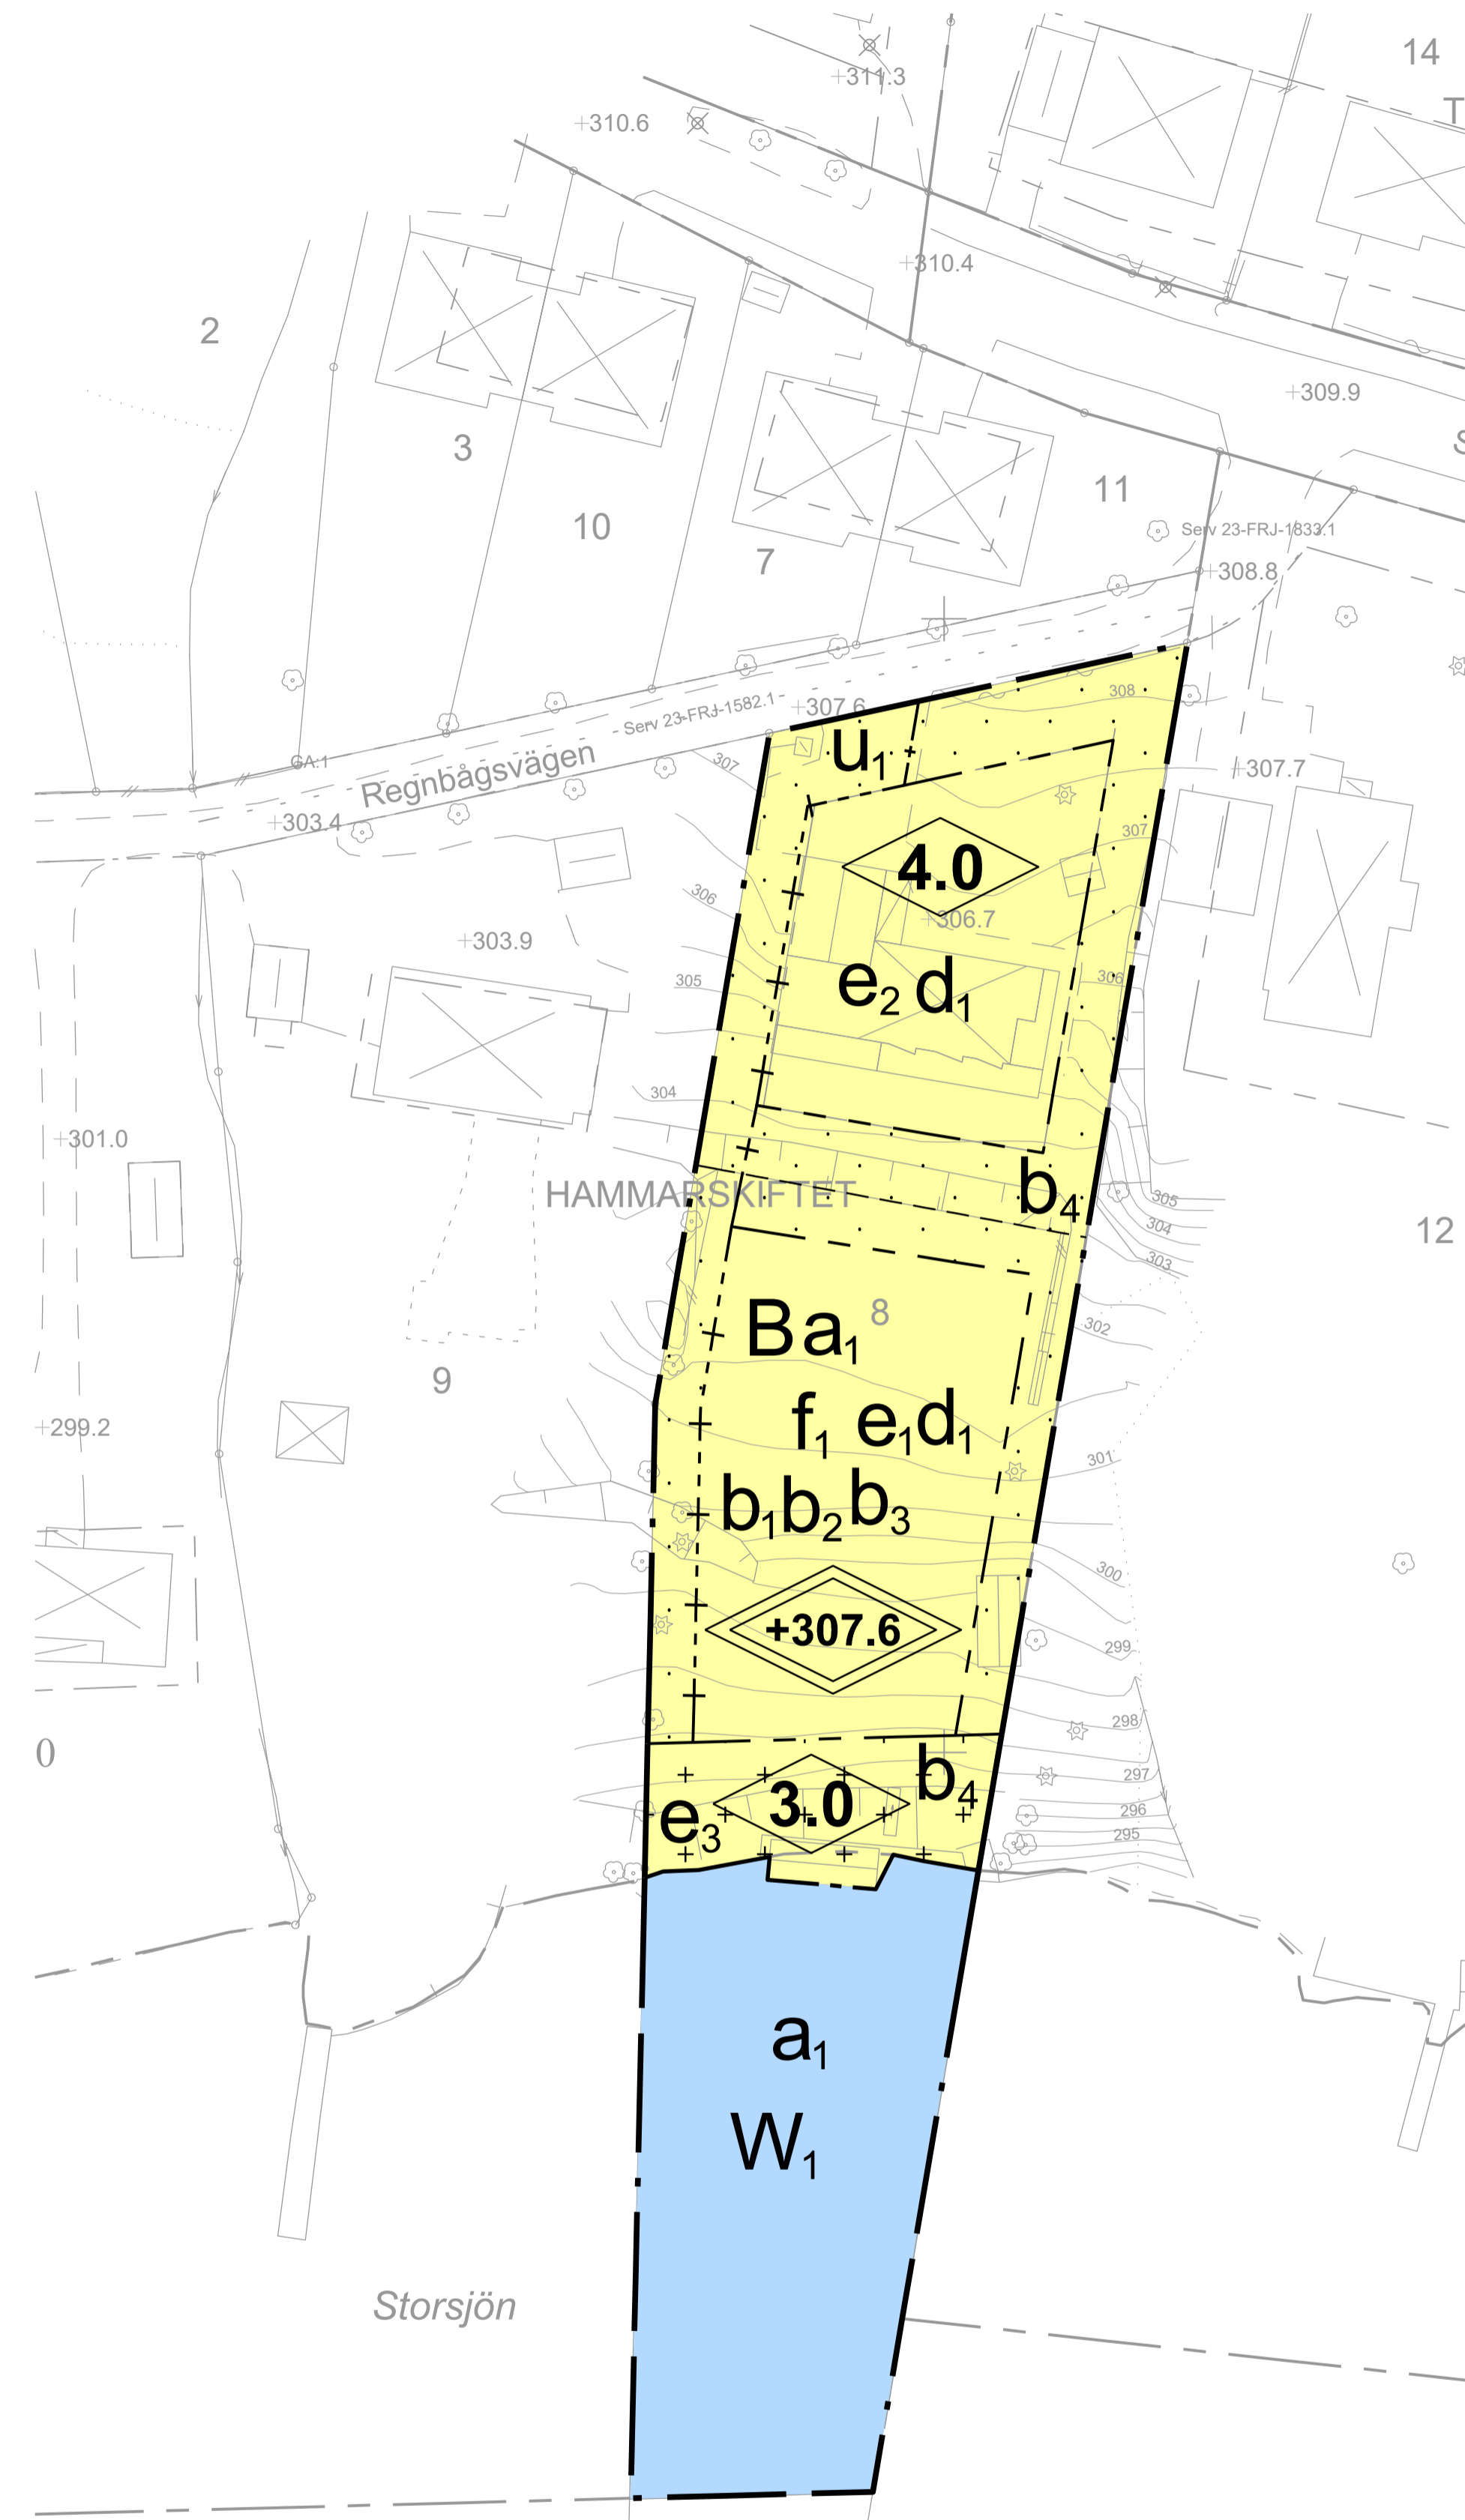 14
T
+311.3
+310.6
+310.4
2
+309.9
S
3
11
10
Serv 23-FRJ-1833.1
7
+308.8
308
Serv 23-FRJ-1582.1
+307.6
u1
GA:1
307
+307.7
Regnbågsvägen
+303.4
307
4.0
306
+306.7
+303.9
305
e2 d1
306
304
+301.0
HAMMARSKIFTET
b4
305
304
12
303
Ba1
8
302
9
f1 e1d1
+299.2
301
b1b2b3
300
+307.6
299
298
0
297
b4
e3
3.0
296
295
a1
W1
Storsjön